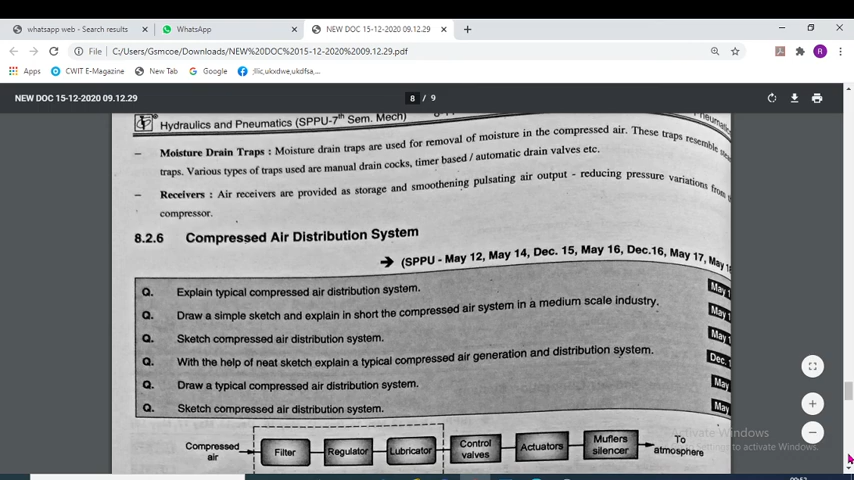 whatsapp web - Search results
WhatsApp
NEW DOC 15-12-2020 09.12.29
File
C:/Users/Gsmcoe/Downloads/NEW%20DOC%2015-12-2020%2009.12.29.pdf
Apps
CWIT E-Magazine
New Tab
Google
;llic,ukxdwe,ukdfsa,...
NEW DOC 15-12-2020 09.12.29
8 / 9
Hydraulics and Pneumatics (SPPU-7th Sem. Mech)
– Moisture Drain Traps : Moisture drain traps are used for removal of moisture in the compressed air. These traps resemble
traps. Various types of traps used are manual drain cocks, timer based / automatic drain valves etc.
– Receivers : Air receivers are provided as storage and smoothening pulsating air output - reducing pressure variations from
compressor.
8.2.6 Compressed Air Distribution System
→ (SPPU - May 12, May 14, Dec. 15, May 16, Dec.16, May 17, May
Q. Explain typical compressed air distribution system. May
Q. Draw a simple sketch and explain in short the compressed air system in a medium scale industry. May
Q. Sketch compressed air distribution system. May
Q. With the help of neat sketch explain a typical compressed air generation and distribution system. Dec.
Q. Draw a typical compressed air distribution system. May
Q. Sketch compressed air distribution system. May
Compressed
air
Filter
Regulator
Lubricator
Control
valves
Actuators
Muflers
silencer
To
atmosphere
Activate Windows
to activate Windows.